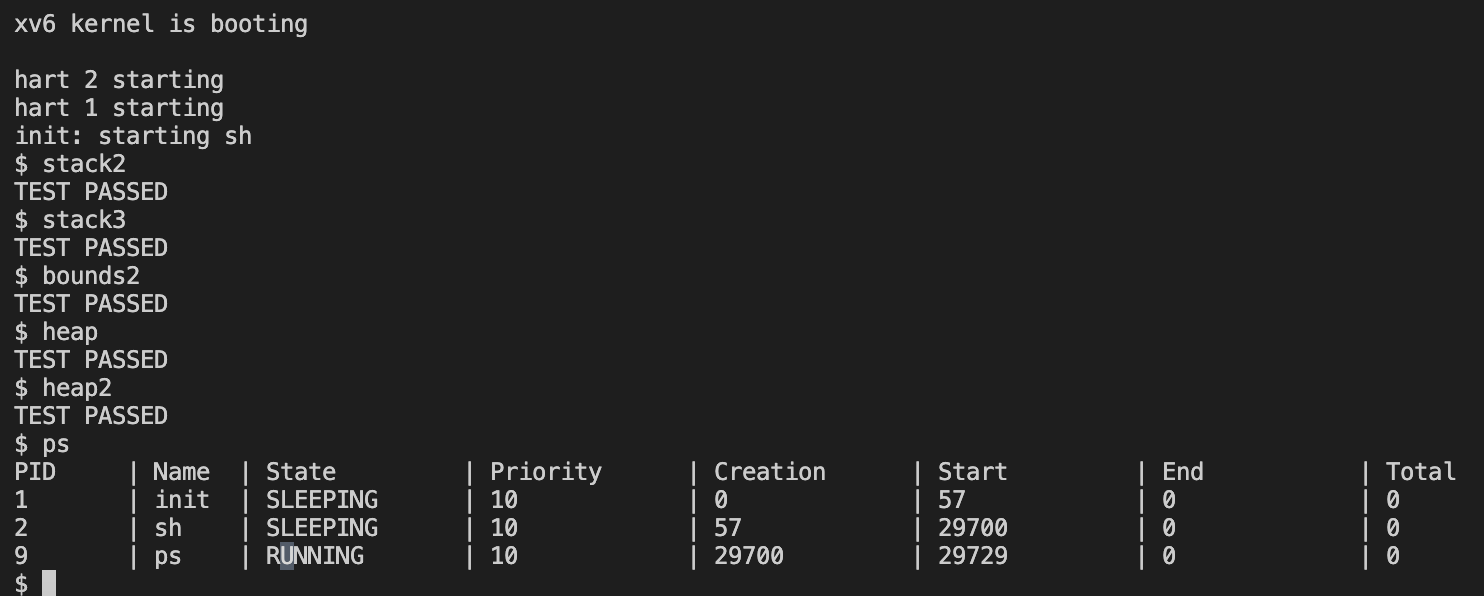 xv6 kernel is booting
hart 2 starting
hart 1 starting
init: starting sh
$ stack2
TEST PASSED
$ stack3
TEST PASSED
$ bounds2
TEST PASSED
$ heap
TEST PASSED
$ heap2
TEST PASSED
$ ps
PID | Name | State | Priority | Creation | Start | End | Total
1 | init | SLEEPING | 10 | 0 | 57 | 0 | 0
2 | sh | SLEEPING | 10 | 57 | 29700 | 0 | 0
9 | ps | RUNNING | 10 | 29700 | 29729 | 0 | 0
$